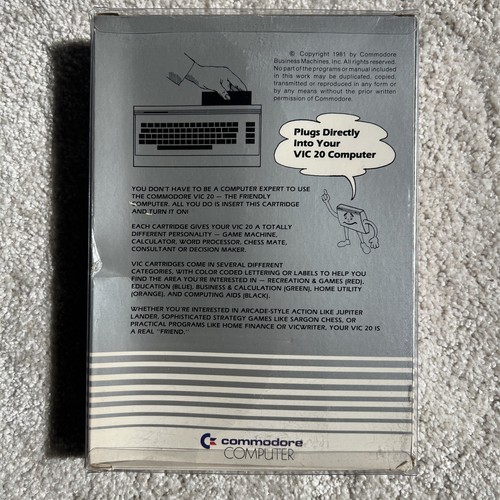 © Copyright 1981 by Commodore
Business Machines, Inc. All rights reserved.
No part of the programs or manual included
in this work may be duplicated, copied,
transmitted or reproduced in any form or
by any means without the prior written
permission of Commodore.
Plugs Directly
Into Your
VIC 20 Computer
YOU DON'T HAVE TO BE A COMPUTER EXPERT TO USE
THE COMMODORE VIC 20 — THE FRIENDLY
COMPUTER. ALL YOU DO IS INSERT THIS CARTRIDGE
AND TURN IT ON!
EACH CARTRIDGE GIVES YOUR VIC 20 A TOTALLY
DIFFERENT PERSONALITY — GAME MACHINE,
CALCULATOR, WORD PROCESSOR, CHESS MATE,
CONSULTANT OR DECISION MAKER.
VIC CARTRIDGES COME IN SEVERAL DIFFERENT
CATEGORIES, WITH COLOR CODED LETTERING OR LABELS TO HELP YOU
FIND THE AREA YOU'RE INTERESTED IN — RECREATION & GAMES (RED),
EDUCATION (BLUE), BUSINESS & CALCULATION (GREEN), HOME UTILITY
(ORANGE), AND COMPUTING AIDS (BLACK).
WHETHER YOU'RE INTERESTED IN ARCADE-STYLE ACTION LIKE JUPITER
LANDER, SOPHISTICATED STRATEGY GAMES LIKE SARGON CHESS, OR
PRACTICAL PROGRAMS LIKE HOME FINANCE OR VICWRITER, YOUR VIC 20 IS
A REAL "FRIEND."
commodore
COMPUTER